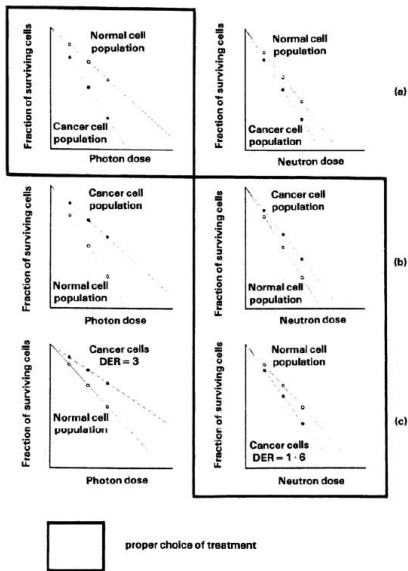 Fraction of surviving cells
Normal cell
population
Cancer cell
population
Photon dose
Fraction of surviving cells
Normal cell
population
Cancer cell
population
Neutron dose
(a)
Fraction of surviving cells
Cancer cell
population
Normal cell
population
Photon dose
Fraction of surviving cells
Cancer cell
population
Normal cell
population
Neutron dose
(b)
Fraction of surviving cells
Cancer cells
DER = 3
Normal cell
population
Photon dose
Fraction of surviving cells
Normal cell
population
Cancer cells
DER = 1·6
Neutron dose
(c)
proper choice of treatment